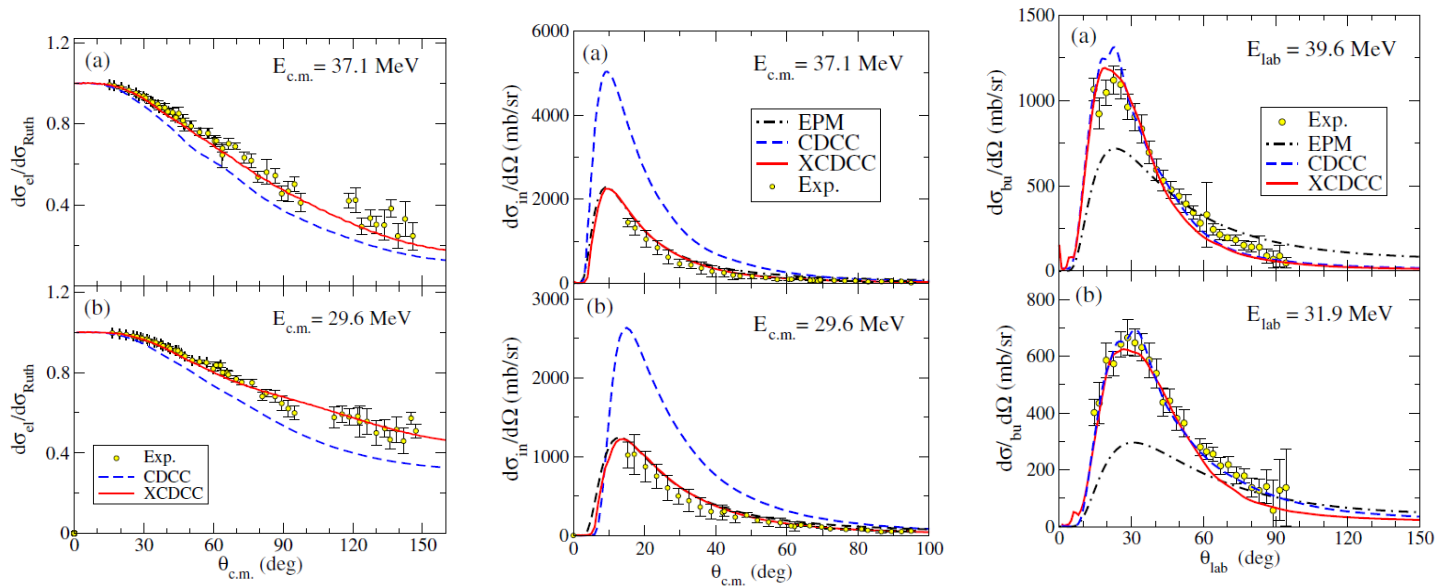 1.2
(a)
E_c.m. = 37.1 MeV
0.8
0.4
dσ_el/dσ_Ruth
1.2
(b)
E_c.m. = 29.6 MeV
0.8
0.4
0
dσ_el/dσ_Ruth
Exp.
CDCC
XCDCC
0 30 60 90 120 150
θ_c.m. (deg)
6000
(a)
E_c.m. = 37.1 MeV
4000
2000
0
dσ_in/dΩ (mb/sr)
EPM
CDCC
XCDCC
Exp.
3000
(b)
E_c.m. = 29.6 MeV
2000
1000
0
dσ_in/dΩ (mb/sr)
0 20 40 60 80 100
θ_c.m. (deg)
1500
(a)
E_lab = 39.6 MeV
1250
1000
750
500
250
0
dσ_bu/dΩ (mb/sr)
Exp.
EPM
CDCC
XCDCC
800
(b)
E_lab = 31.9 MeV
600
400
200
0
dσ/_bu dΩ (mb/sr)
0 30 60 90 120 150
θ_lab (deg)